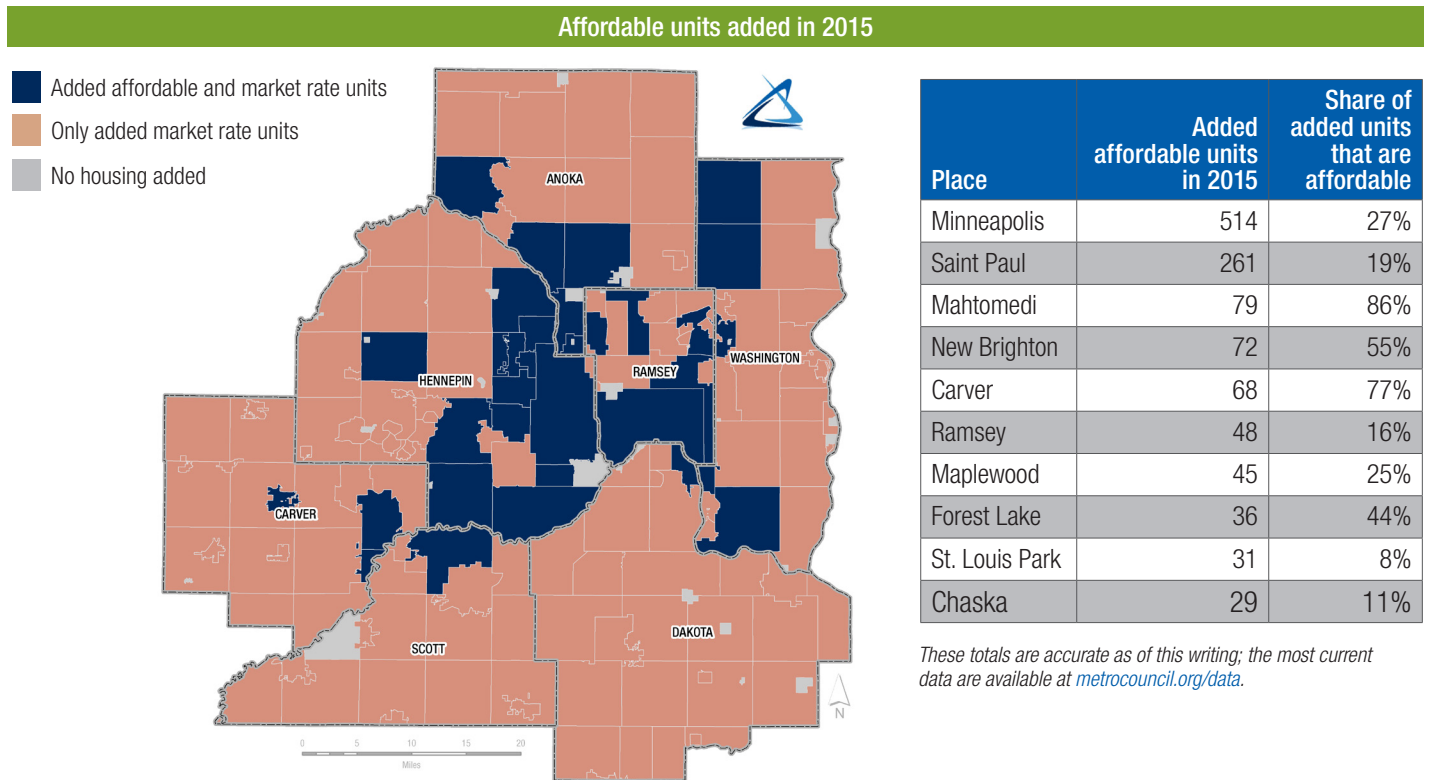 Affordable units added in 2015
Added affordable and market rate units
Only added market rate units
No housing added
ANOKA
WASHINGTON
HENNEPIN
RAMSEY
CARVER
SCOTT
DAKOTA
N
0 5 10 15 20
Miles
Place Added affordable units in 2015 Share of added units that are affordable
Minneapolis 514 27%
Saint Paul 261 19%
Mahtomedi 79 86%
New Brighton 72 55%
Carver 68 77%
Ramsey 48 16%
Maplewood 45 25%
Forest Lake 36 44%
St. Louis Park 31 8%
Chaska 29 11%
These totals are accurate as of this writing; the most current
data are available at metrocouncil.org/data.